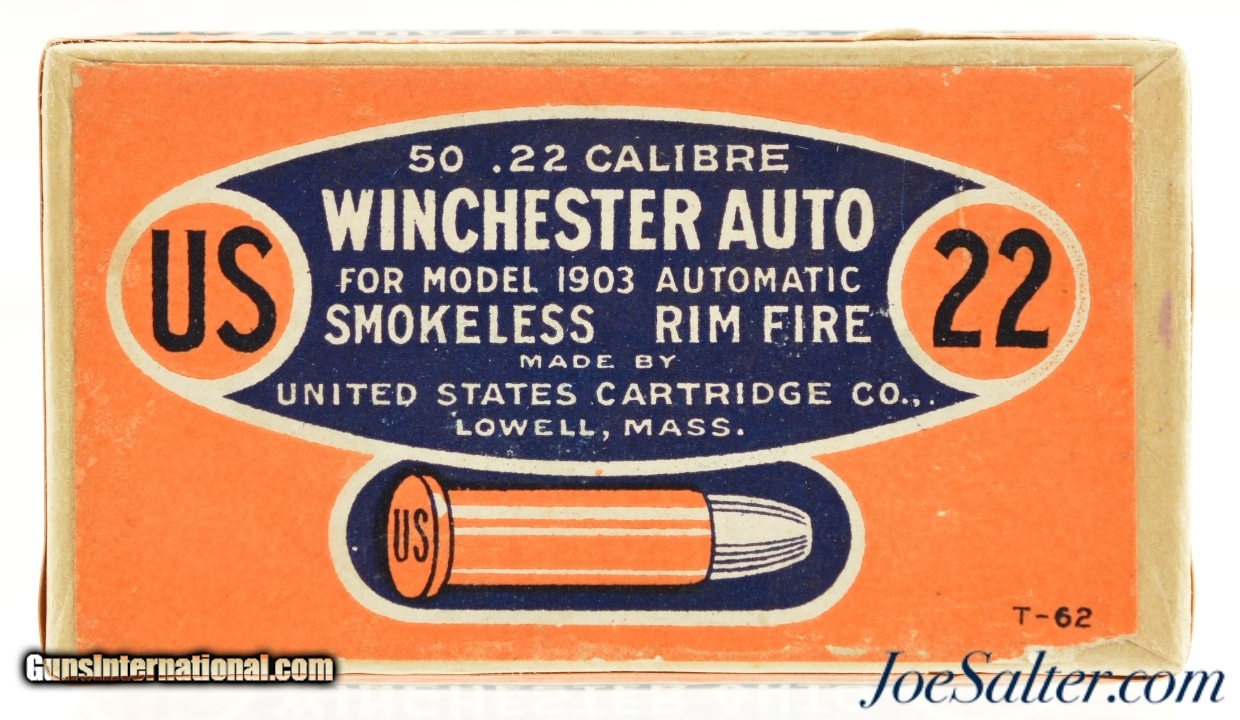 50 .22 CALIBRE
WINCHESTER AUTO
FOR MODEL 1903 AUTOMATIC
SMOKELESS RIM FIRE
MADE BY
UNITED STATES CARTRIDGE CO.,.
LOWELL, MASS.
US
22
US
T-62
GunsInternational.com
JoeSalter.com